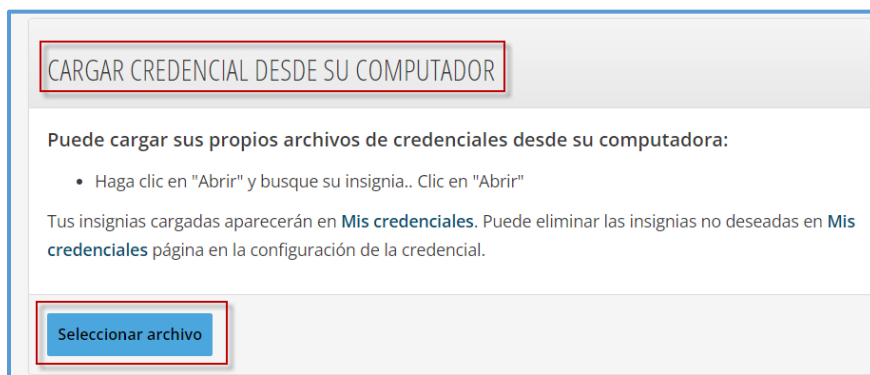 CARGAR CREDENCIAL DESDE SU COMPUTADOR
Puede cargar sus propios archivos de credenciales desde su computadora:
• Haga clic en "Abrir" y busque su insignia.. Clic en "Abrir"
Tus insignias cargadas aparecerán en Mis credenciales. Puede eliminar las insignias no deseadas en Mis
credenciales página en la configuración de la credencial.
Seleccionar archivo